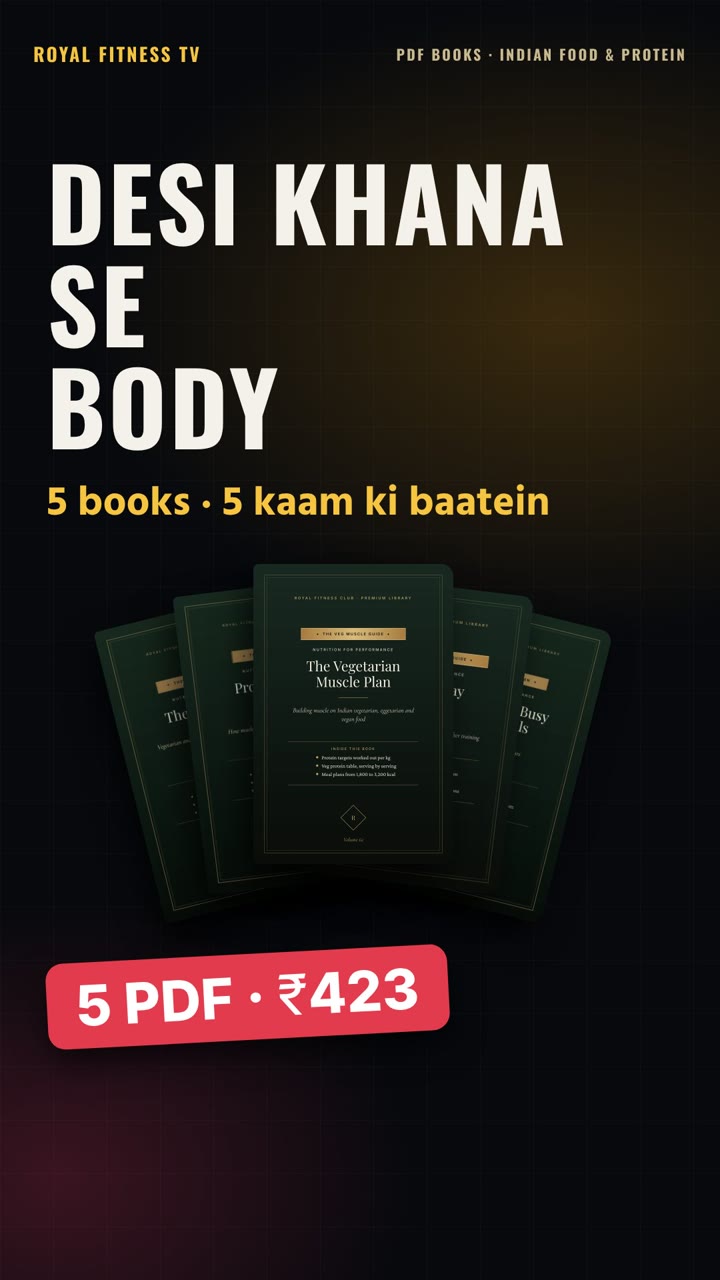 ROYAL FITNESS TV
PDF BOOKS · INDIAN FOOD & PROTEIN
DESI KHANA
SE
BODY
5 books · 5 kaam ki baatein
ROYAL FITNESS CLUB · PREMIUM LIBRARY
THE VEG MUSCLE GUIDE
NUTRITION FOR PERFORMANCE
The Vegetarian
Muscle Plan
Building muscle on Indian vegetarian, eggetarian and
vegan food
INSIDE THIS BOOK
Protein targets worked out per kg
Veg protein table, serving by serving
Meal plans from 1,800 to 3,200 kcal
Busy
5 PDF · ₹423